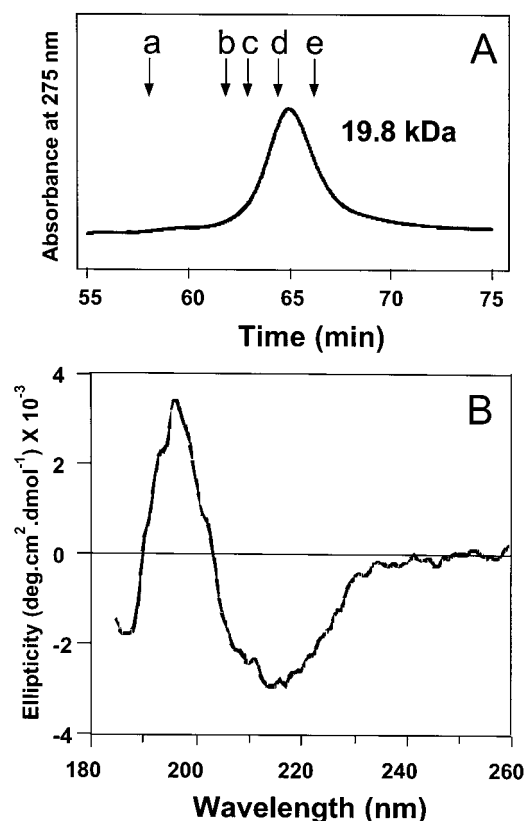 a b c d e A
Absorbance at 275 nm
19.8 kDa
55 60 65 70 75
Time (min)
B
Ellipticity (deg.cm².dmol⁻¹) X 10⁻³
4
2
0
-2
-4
180 200 220 240 260
Wavelength (nm)